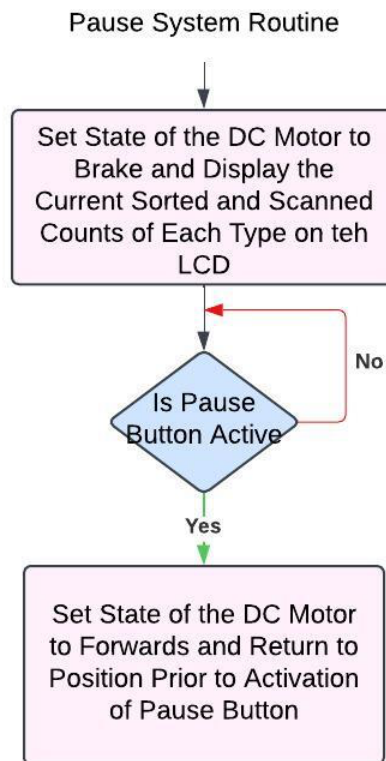 Pause System Routine
Set State of the DC Motor to
Brake and Display the
Current Sorted and Scanned
Counts of Each Type on teh
LCD
No
Is Pause
Button Active
Yes
Set State of the DC Motor
to Forwards and Return to
Position Prior to Activation
of Pause Button